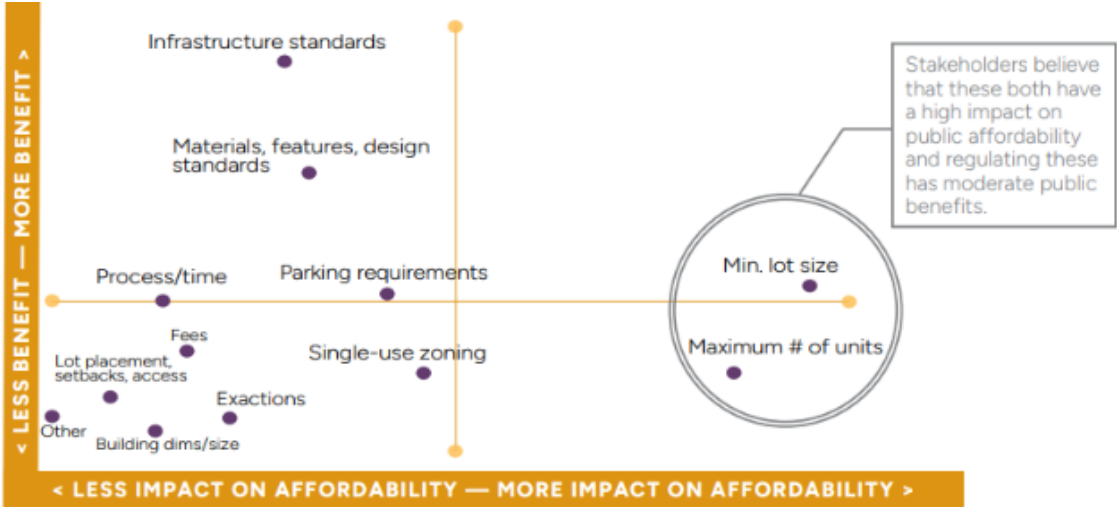 < LESS BENEFIT — MORE BENEFIT >
Infrastructure standards
Materials, features, design
standards
Process/time
Parking requirements
Fees
Lot placement,
setbacks, access
Single-use zoning
Exactions
Other
Building dims/size
Min. lot size
Maximum # of units
Stakeholders believe
that these both have
a high impact on
public affordability
and regulating these
has moderate public
benefits.
< LESS IMPACT ON AFFORDABILITY — MORE IMPACT ON AFFORDABILITY >